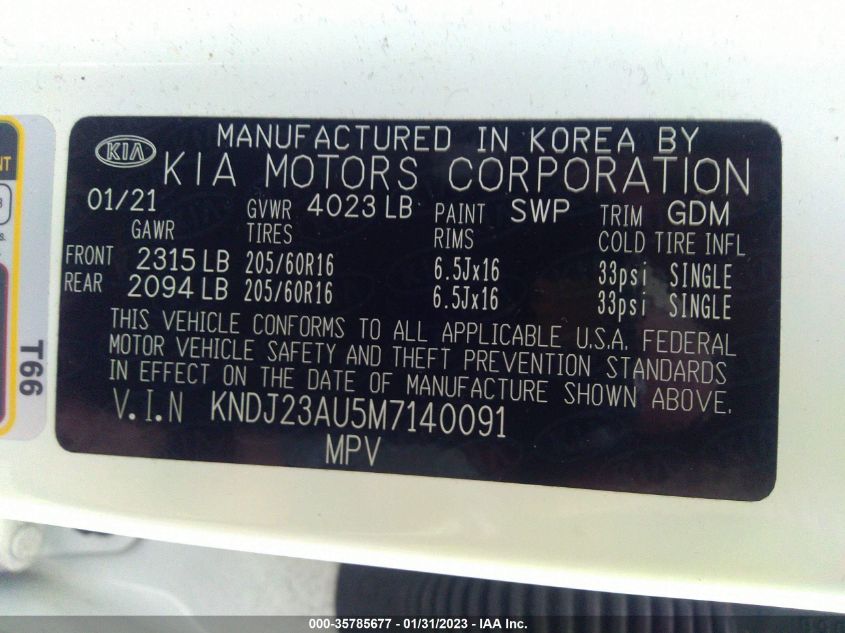 MANUFACTURED IN KOREA BY
KIA KIA MOTORS CORPORATION
01/21 GVWR 4023 LB PAINT SWP TRIM GDM
GAWR TIRES RIMS COLD TIRE INFL
FRONT 2315 LB 205/60R16 6.5Jx16 33psi SINGLE
REAR 2094 LB 205/60R16 6.5Jx16 33psi SINGLE
THIS VEHICLE CONFORMS TO ALL APPLICABLE U.S.A. FEDERAL
MOTOR VEHICLE SAFETY AND THEFT PREVENTION STANDARDS
IN EFFECT ON THE DATE OF MANUFACTURE SHOWN ABOVE.
V.I.N KNDJ23AU5M7140091
MPV
T66
000-35785677 - 01/31/2023 - IAA Inc.